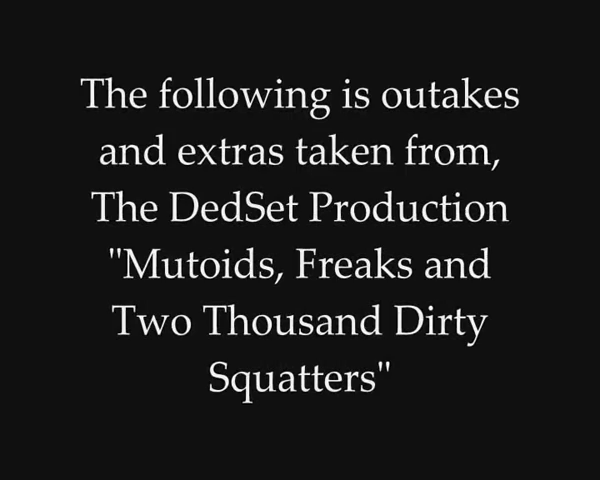 The following is outakes
and extras taken from,
The DedSet Production
"Mutoids, Freaks and
Two Thousand Dirty
Squatters"